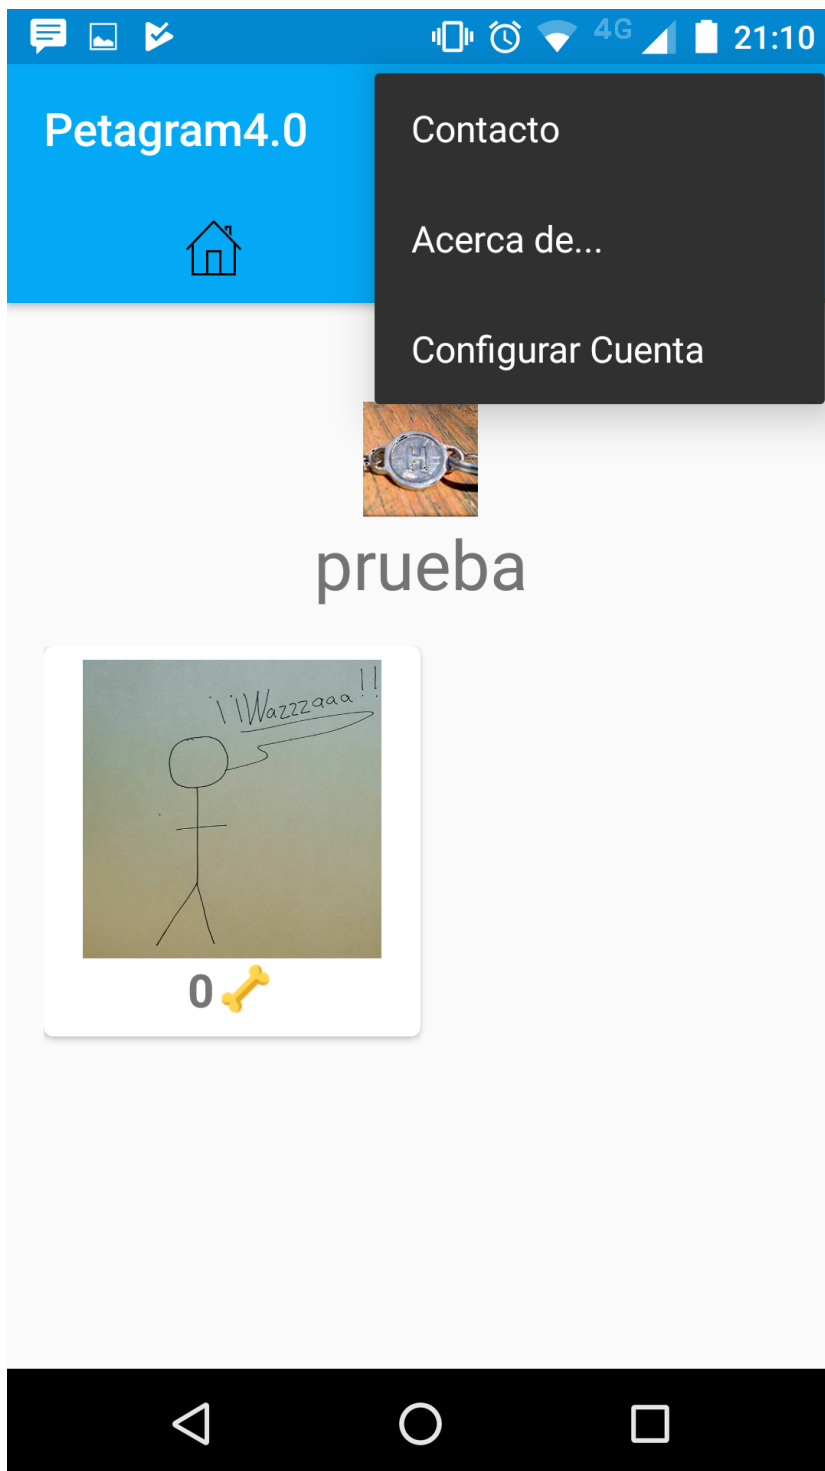 4G 21:10
Petagram4.0
Contacto
Acerca de...
Configurar Cuenta
H
prueba
¡¡Wazzzaaa!!
0